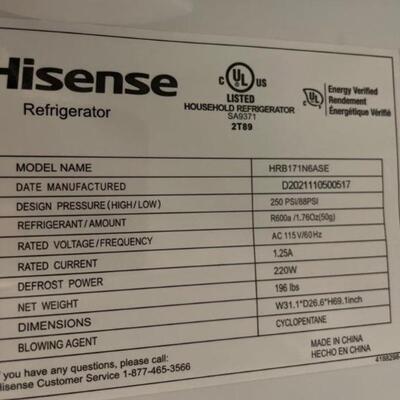 Hisense
Refrigerator
C UL US
LISTED
HOUSEHOLD REFRIGERATOR
SA9371
2T89
Energy Verified
Rendement
Énergétique Vérifié
MODEL NAME HRB171N6ASE
DATE MANUFACTURED D2021110500517
DESIGN PRESSURE(HIGH/LOW) 250 PSI/88PSI
REFRIGERANT/AMOUNT R600a /1.76Oz(50g)
RATED VOLTAGE/FREQUENCY AC 115V/60Hz
RATED CURRENT 1.25A
DEFROST POWER 220W
NET WEIGHT 196 lbs
DIMENSIONS W31.1"D26.6"H69.1inch
BLOWING AGENT CYCLOPENTANE
If you have any questions, please call:
Hisense Customer Service 1-877-465-3566
MADE IN CHINA
HECHO EN CHINA